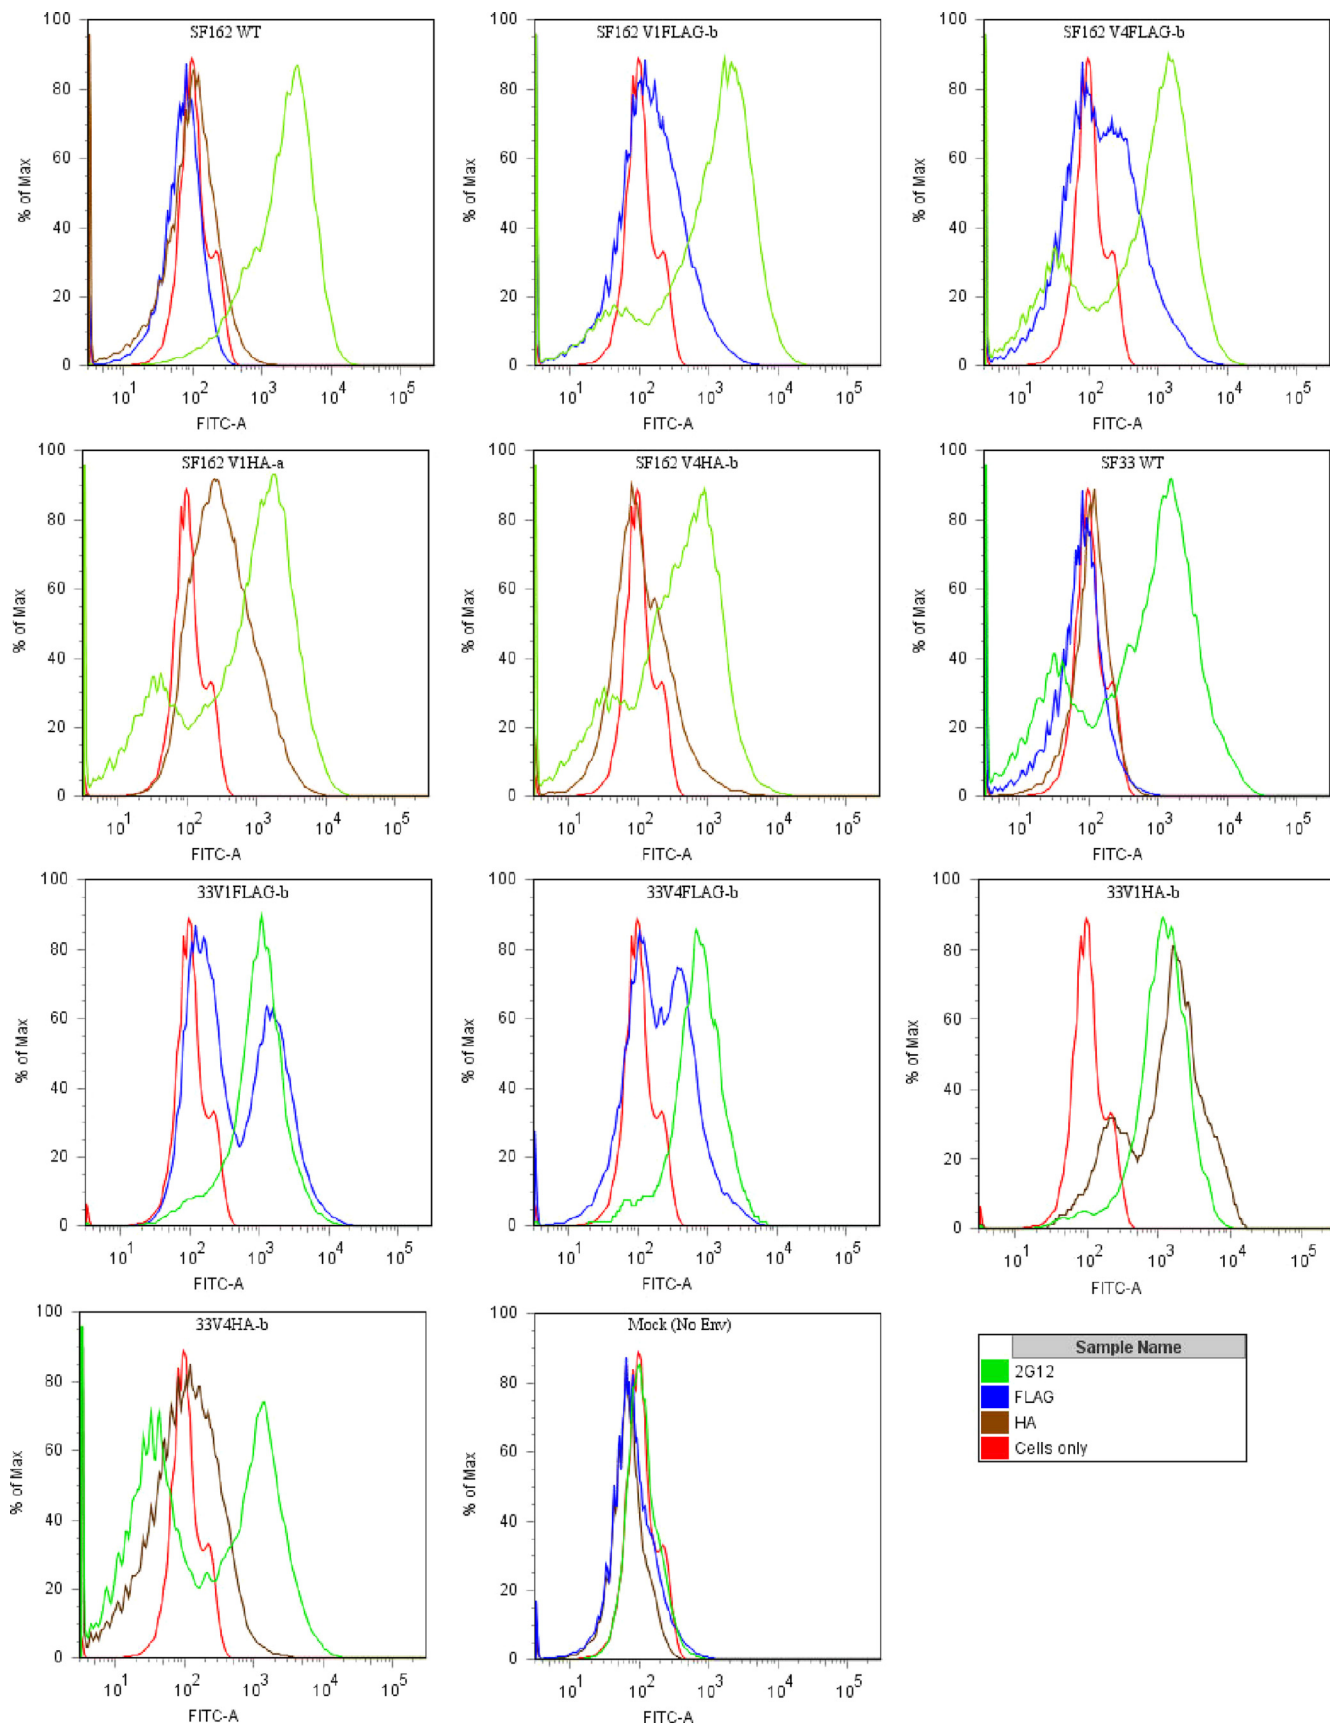 SF162 WT
% of Max
100
80
60
40
20
0
10^1 10^2 10^3 10^4 10^5
FITC-A
SF162 V1FLAG-b
% of Max
100
80
60
40
20
0
10^1 10^2 10^3 10^4 10^5
FITC-A
SF162 V4FLAG-b
% of Max
100
80
60
40
20
0
10^1 10^2 10^3 10^4 10^5
FITC-A
SF162 V1HA-a
% of Max
100
80
60
40
20
0
10^1 10^2 10^3 10^4 10^5
FITC-A
SF162 V4HA-b
% of Max
100
80
60
40
20
0
10^1 10^2 10^3 10^4 10^5
FITC-A
SF33 WT
% of Max
100
80
60
40
20
0
10^1 10^2 10^3 10^4 10^5
FITC-A
33V1FLAG-b
% of Max
100
80
60
40
20
0
10^1 10^2 10^3 10^4 10^5
FITC-A
33V4FLAG-b
% of Max
100
80
60
40
20
0
10^1 10^2 10^3 10^4 10^5
FITC-A
33V1HA-b
% of Max
100
80
60
40
20
0
10^1 10^2 10^3 10^4 10^5
FITC-A
33V4HA-b
% of Max
100
80
60
40
20
0
10^1 10^2 10^3 10^4 10^5
FITC-A
Mock (No Env)
% of Max
100
80
60
40
20
0
10^1 10^2 10^3 10^4 10^5
FITC-A
Sample Name
2G12
FLAG
HA
Cells only